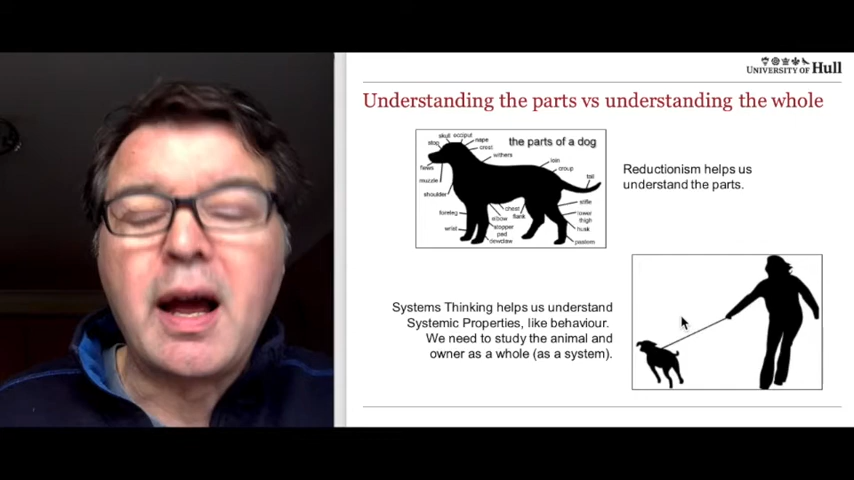 UNIVERSITY OF Hull
Understanding the parts vs understanding the whole
the parts of a dog
skull occiput
stop
nape
crest
withers
flews
muzzle
shoulder
loin
croup
tail
foreleg
wrist
chest
elbow
flank
stopper
pad
dewclaw
stifle
lower
thigh
pastern
Reductionism helps us
understand the parts.
Systems Thinking helps us understand
Systemic Properties, like behaviour.
We need to study the animal and
owner as a whole (as a system).